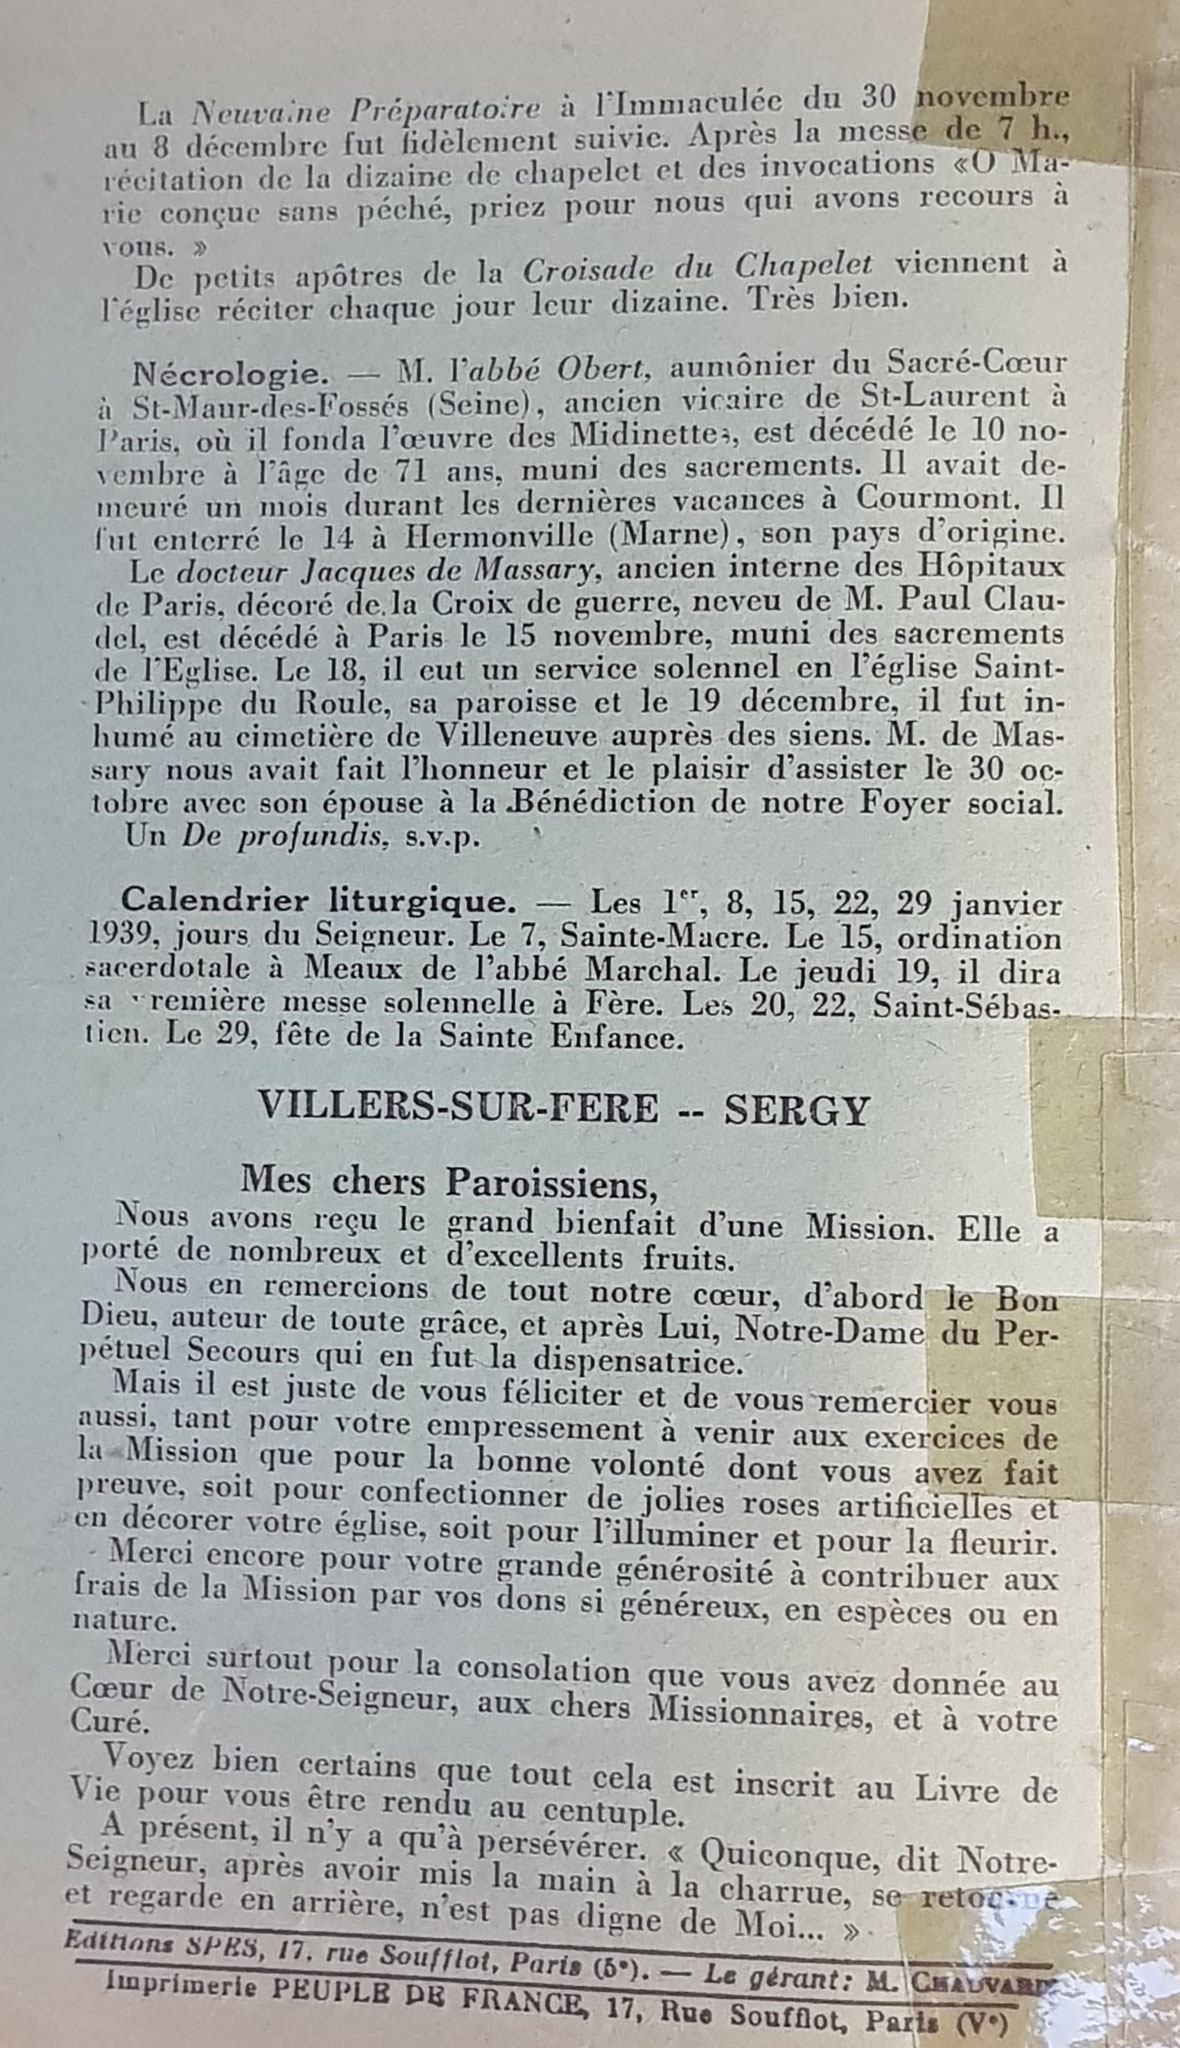 La Neuvaine Préparatoire à l'Immaculée du 30 novembre
au 8 décembre fut fidèlement suivie. Après la messe de 7 h.,
récitation de la dizaine de chapelet et des invocations «O Ma-
rie conçue sans péché, priez pour nous qui avons recours à
vous. »
De petits apôtres de la Croisade du Chapelet viennent à
l'église réciter chaque jour leur dizaine. Très bien.
Nécrologie. — M. l'abbé Obert, aumônier du Sacré-Cœur
à St-Maur-des-Fossés (Seine), ancien vicaire de St-Laurent à
Paris, où il fonda l'œuvre des Midinettes, est décédé le 10 no-
vembre à l'âge de 71 ans, muni des sacrements. Il avait de-
meuré un mois durant les dernières vacances à Courmont. Il
fut enterré le 14 à Hermonville (Marne), son pays d'origine.
Le docteur Jacques de Massary, ancien interne des Hôpitaux
de Paris, décoré de la Croix de guerre, neveu de M. Paul Clau-
del, est décédé à Paris le 15 novembre, muni des sacrements
de l'Eglise. Le 18, il eut un service solennel en l'église Saint-
Philippe du Roule, sa paroisse et le 19 décembre, il fut in-
humé au cimetière de Villeneuve auprès des siens. M. de Mas-
sary nous avait fait l'honneur et le plaisir d'assister le 30 oc-
tobre avec son épouse à la Bénédiction de notre Foyer social.
Un De profundis, s.v.p.
Calendrier liturgique. — Les 1er, 8, 15, 22, 29 janvier
1939, jours du Seigneur. Le 7, Sainte-Macre. Le 15, ordination
sacerdotale à Meaux de l'abbé Marchal. Le jeudi 19, il dira
sa première messe solennelle à Fère. Les 20, 22, Saint-Sébas-
tien. Le 29, fête de la Sainte Enfance.
VILLERS-SUR-FERE -- SERGY
Mes chers Paroissiens,
Nous avons reçu le grand bienfait d'une Mission. Elle a
porté de nombreux et d'excellents fruits.
Nous en remercions de tout notre cœur, d'abord le Bon
Dieu, auteur de toute grâce, et après Lui, Notre-Dame du Per-
pétuel Secours qui en fut la dispensatrice.
Mais il est juste de vous féliciter et de vous remercier vous
aussi, tant pour votre empressement à venir aux exercices de
la Mission que pour la bonne volonté dont vous avez fait
preuve, soit pour confectionner de jolies roses artificielles et
en décorer votre église, soit pour l'illuminer et pour la fleurir.
Merci encore pour votre grande générosité à contribuer aux
frais de la Mission par vos dons si généreux, en espèces ou en
nature.
Merci surtout pour la consolation que vous avez donnée au
Cœur de Notre-Seigneur, aux chers Missionnaires, et à votre
Curé.
Voyez bien certains que tout cela est inscrit au Livre de
Vie pour vous être rendu au centuple.
A présent, il n'y a qu'à persévérer. « Quiconque, dit Notre-
Seigneur, après avoir mis la main à la charrue, se retourne
et regarde en arrière, n'est pas digne de Moi... »
Editions SPES, 17, rue Soufflot, Paris (5e). — Le gérant: M.
Imprimerie PEUPLE DE FRANCE, 17, Rue Soufflot, Paris (Ve)